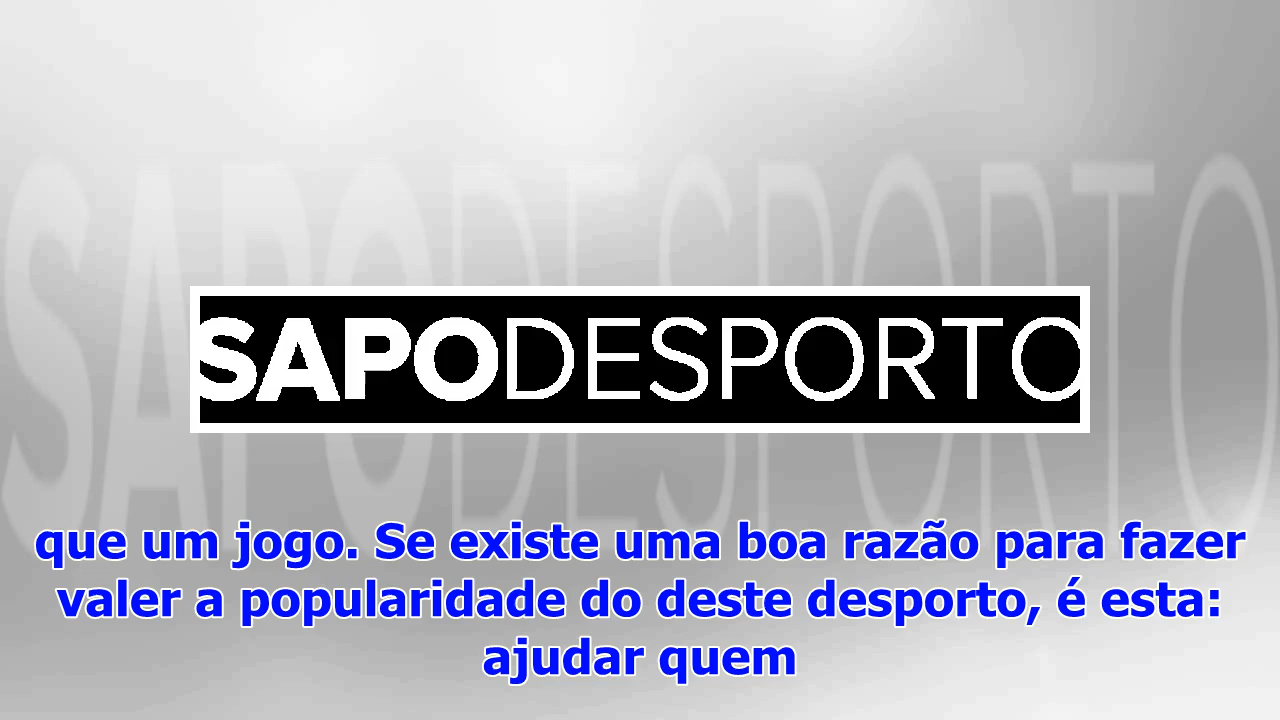 SAPODESPORTO
SAPODESPORTO
que um jogo. Se existe uma boa razão para fazer
valer a popularidade do deste desporto, é esta:
ajudar quem